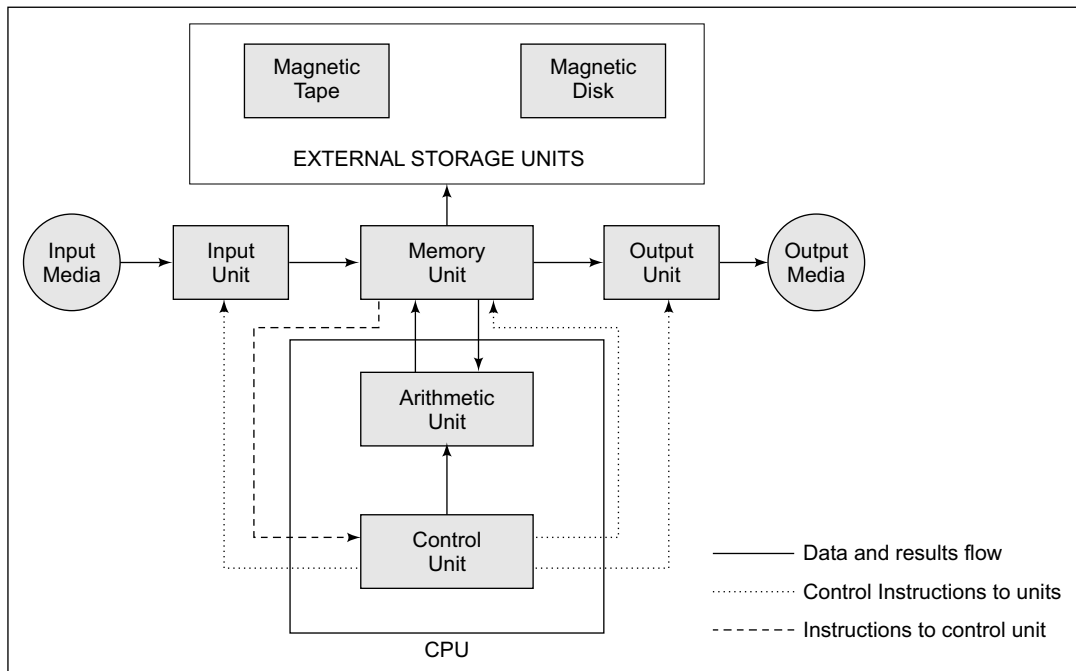 Magnetic
Tape
Magnetic
Disk
EXTERNAL STORAGE UNITS
Input
Media
Input
Unit
Memory
Unit
Output
Unit
Output
Media
Arithmetic
Unit
Control
Unit
CPU
Data and results flow
Control Instructions to units
Instructions to control unit